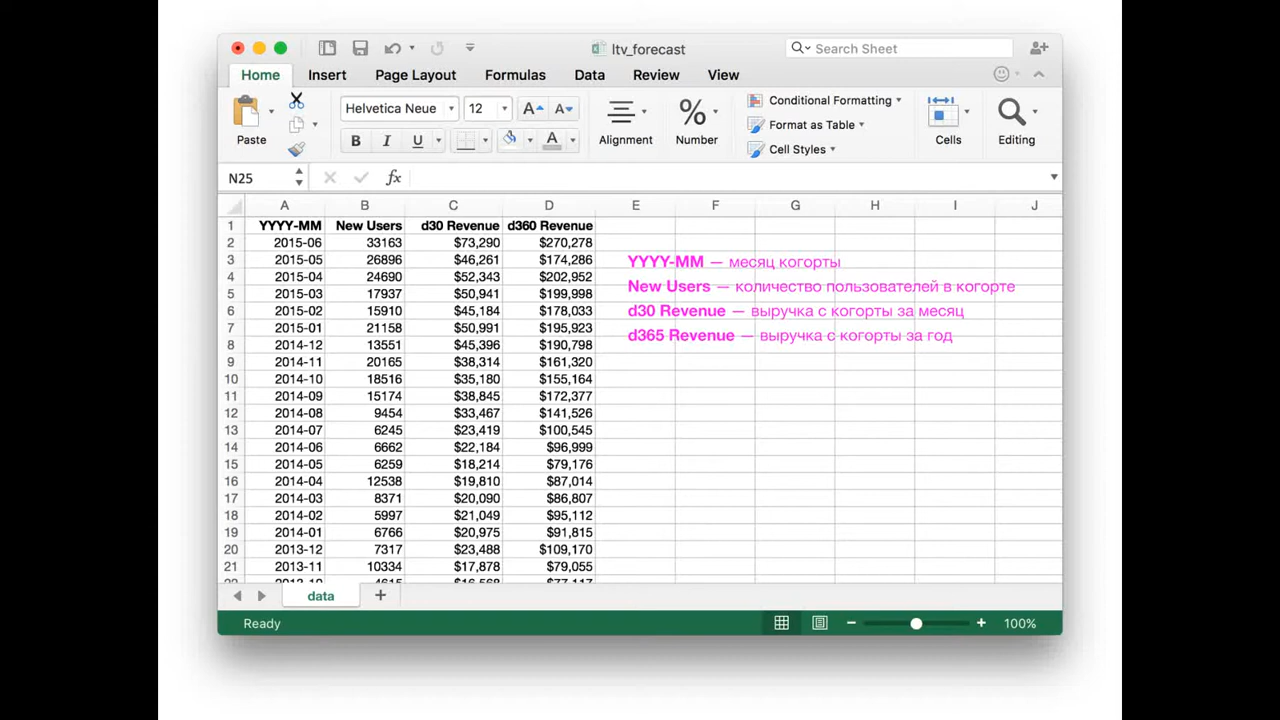 ltv_forecast
Search Sheet
Home Insert Page Layout Formulas Data Review View
Paste
Helvetica Neue 12 A A
B I U A
Alignment
%
Number
Conditional Formatting
Format as Table
Cell Styles
Cells
Editing
N25 fx
A B C D E F G H I J
1 YYYY-MM New Users d30 Revenue d360 Revenue
2 2015-06 33163 $73,290 $270,278
3 2015-05 26896 $46,261 $174,286
4 2015-04 24690 $52,343 $202,952
5 2015-03 17937 $50,941 $199,998
6 2015-02 15910 $45,184 $178,033
7 2015-01 21158 $50,991 $195,923
8 2014-12 13551 $45,396 $190,798
9 2014-11 20165 $38,314 $161,320
10 2014-10 18516 $35,180 $155,164
11 2014-09 15174 $38,845 $172,377
12 2014-08 9454 $33,467 $141,526
13 2014-07 6245 $23,419 $100,545
14 2014-06 6662 $22,184 $96,999
15 2014-05 6259 $18,214 $79,176
16 2014-04 12538 $19,810 $87,014
17 2014-03 8371 $20,090 $86,807
18 2014-02 5997 $21,049 $95,112
19 2014-01 6766 $20,975 $91,815
20 2013-12 7317 $23,488 $109,170
21 2013-11 10334 $17,878 $79,055
YYYY-MM — месяц когорты
New Users — количество пользователей в когорте
d30 Revenue — выручка с когорты за месяц
d365 Revenue — выручка с когорты за год
data
Ready
100%